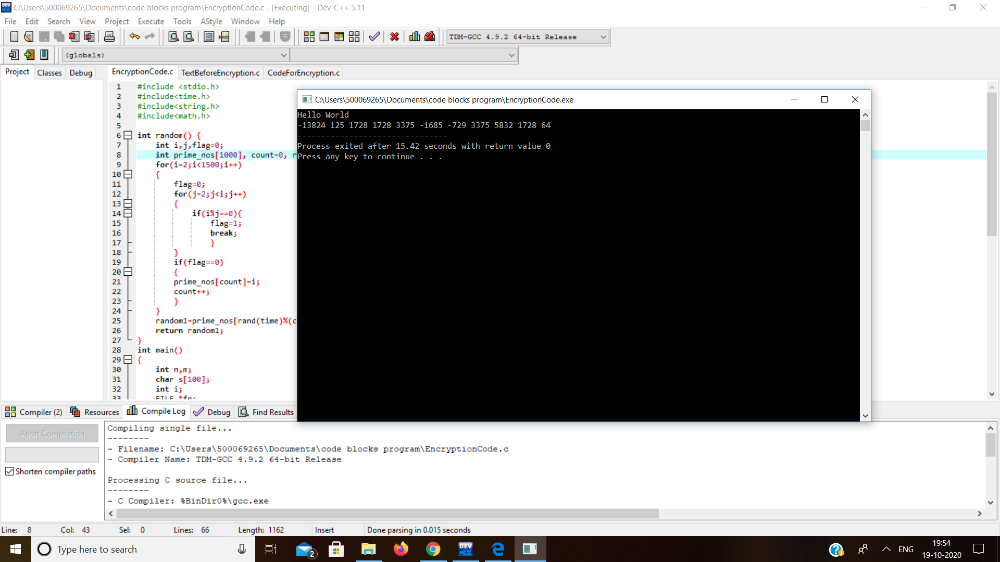 C:\Users\500069265\Documents\code blocks program\EncryptionCode.c - [Executing] - Dev-C++ 5.11
File Edit Search View Project Execute Tools AStyle Window Help
TDM-GCC 4.9.2 64-bit Release
(globals)
Project Classes Debug
EncryptionCode.c TextBeforeEncryption.c CodeForEncryption.c
1 #include <stdio.h>
2 #include<time.h>
3 #include<string.h>
4 #include<math.h>
5
6 int random() {
7 int i,j,flag=0;
8 int prime_nos[1000], count=0, r
9 for(i=2;i<1500;i++)
10 {
11 flag=0;
12 for(j=2;j<i;j++)
13 {
14 if(i%j==0){
15 flag=1;
16 break;
17 }
18 }
19 if(flag==0)
20 {
21 prime_nos[count]=i;
22 count++;
23 }
24 }
25 random1=prime_nos[rand(time)%(c
26 return random1;
27 }
28 int main()
29 {
30 int n,m;
31 char s[100];
32 int i;
33 FILE *fp;
C:\Users\500069265\Documents\code blocks program\EncryptionCode.exe
Hello World
-13824 125 1728 1728 3375 -1685 -729 3375 5832 1728 64
--------------------------------
Process exited after 15.42 seconds with return value 0
Press any key to continue . . .
Compiler (2) Resources Compile Log Debug Find Results
Abort Compilation
Shorten compiler paths
Compiling single file...
--------
- Filename: C:\Users\500069265\Documents\code blocks program\EncryptionCode.c
- Compiler Name: TDM-GCC 4.9.2 64-bit Release
Processing C source file...
--------
- C Compiler: %BinDir0%\gcc.exe
Line: 8 Col: 43 Sel: 0 Lines: 66 Length: 1162 Insert Done parsing in 0.015 seconds
Type here to search
2
DEV
C++
ENG
19:54
19-10-2020